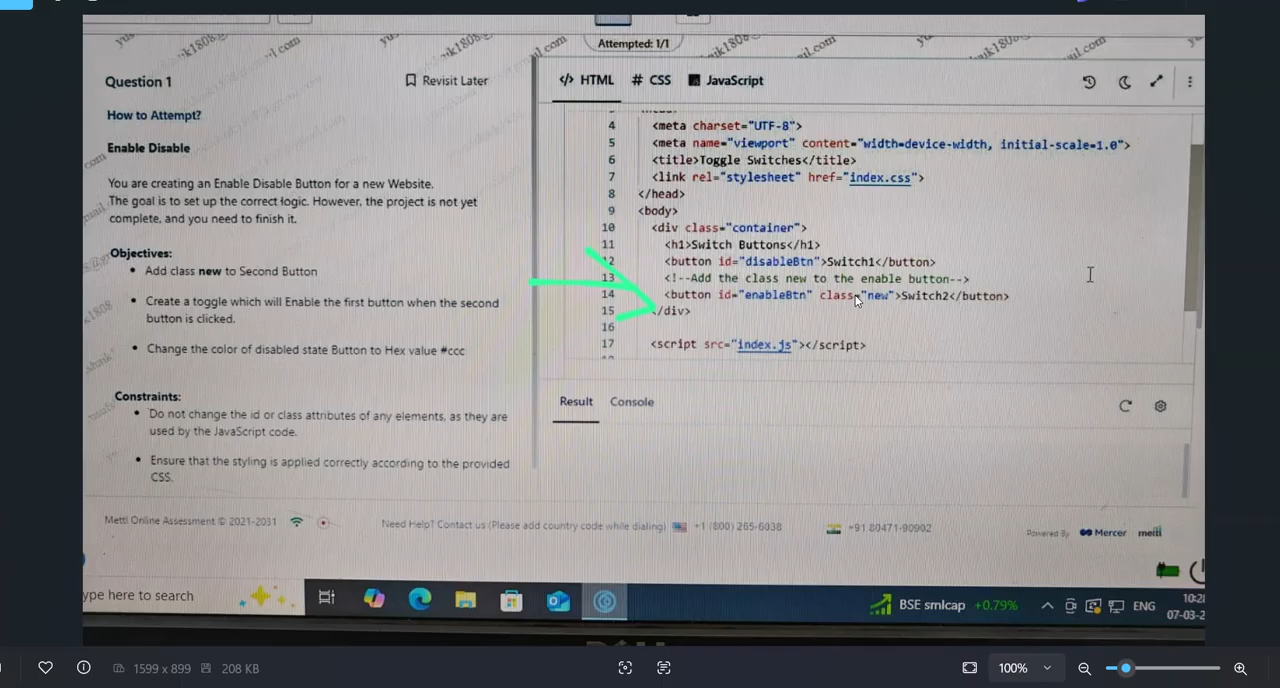 Attempted: 1/1
Question 1
Revisit Later
How to Attempt?
Enable Disable
You are creating an Enable Disable Button for a new Website.
The goal is to set up the correct logic. However, the project is not yet
complete, and you need to finish it.
Objectives:
Add class new to Second Button
Create a toggle which will Enable the first button when the second
button is clicked.
Change the color of disabled state Button to Hex value #ccc
Constraints:
Do not change the id or class attributes of any elements, as they are
used by the JavaScript code.
Ensure that the styling is applied correctly according to the provided
CSS.
</> HTML # CSS JavaScript
4 <meta charset="UTF-8">
5 <meta name="viewport" content="width=device-width, initial-scale=1.0">
6 <title>Toggle Switches</title>
7 <link rel="stylesheet" href="index.css">
8 </head>
9 <body>
10 <div class="container">
11 <h1>Switch Buttons</h1>
12 <button id="disableBtn">Switch1</button>
13 <!--Add the class new to the enable button-->
14 <button id="enableBtn" class="new">Switch2</button>
15 </div>
16
17 <script src="index.js"></script>
Result Console
Mettl Online Assessment © 2021-2031
Need Help? Contact us (Please add country code while dialing) +1 (800) 265-6038 +91 80471-90902
Powered By Mercer mettl
ype here to search
BSE smlcap +0.79%
ENG
10:28
07-03-2
1599 x 899
208 KB
100%